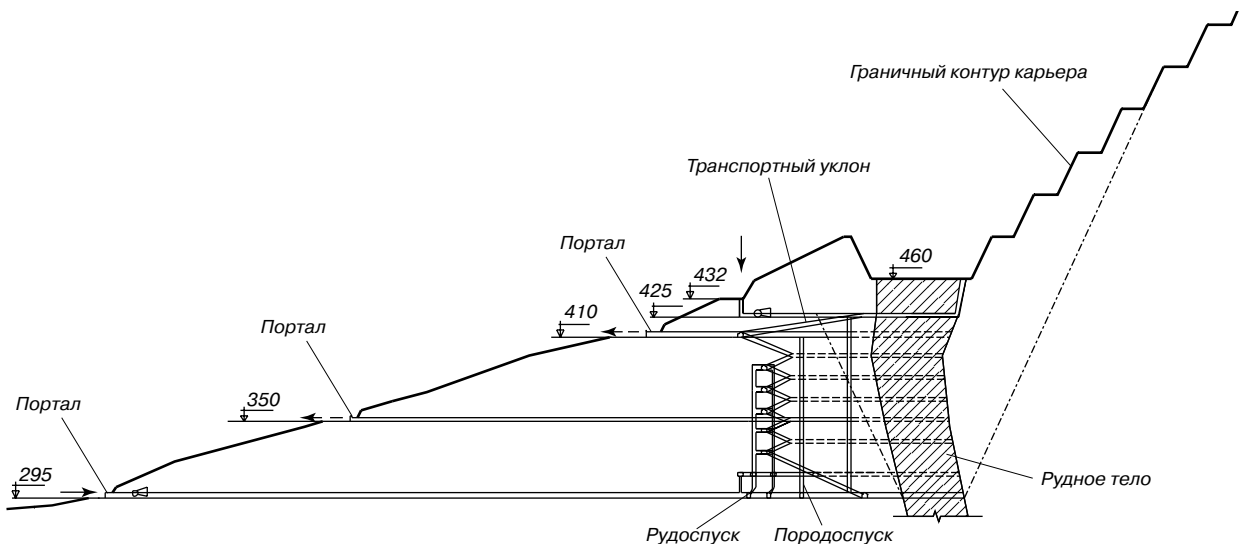 Граничный контур карьера
Транспортный уклон
Портал
460
432
425
410
Портал
350
Портал
295
Рудное тело
Рудоспуск
Породоспуск